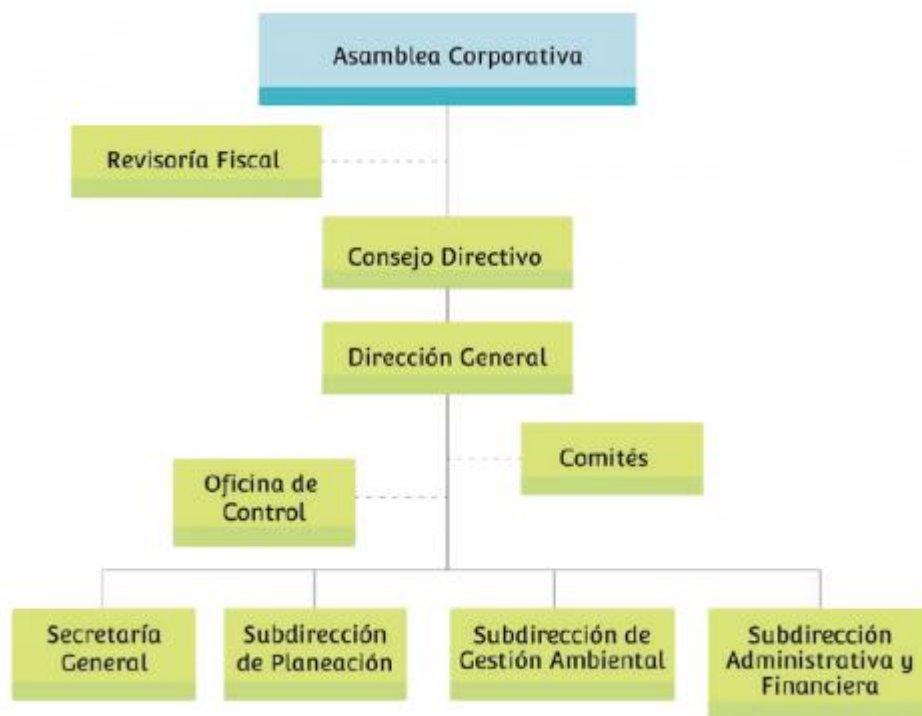 Asamblea Corporativa
Revisoría Fiscal
Consejo Directivo
Dirección General
Comités
Oficina de
Control
Secretaría
General
Subdirección
de Planeación
Subdirección de
Gestión Ambiental
Subdirección
Administrativa y
Financiera